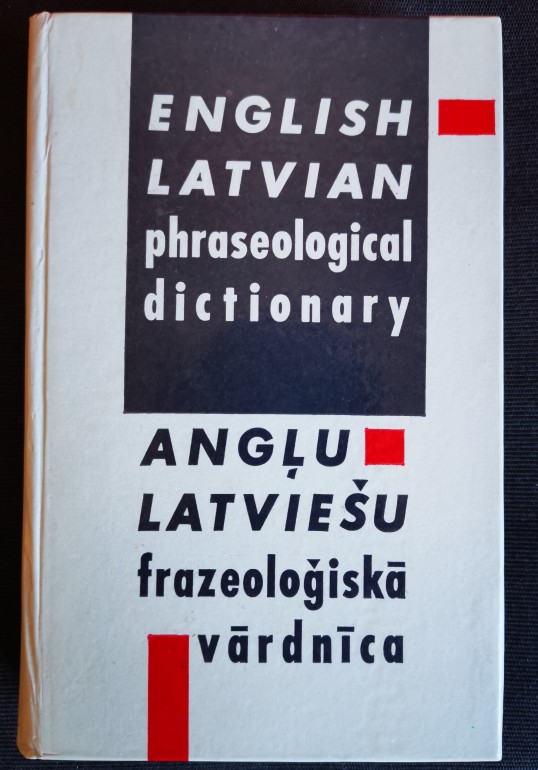 ENGLISH
LATVIAN
phraseological
dictionary
ANGĻU
LATVIEŠU
frazeoloģiskā
vārdnīca